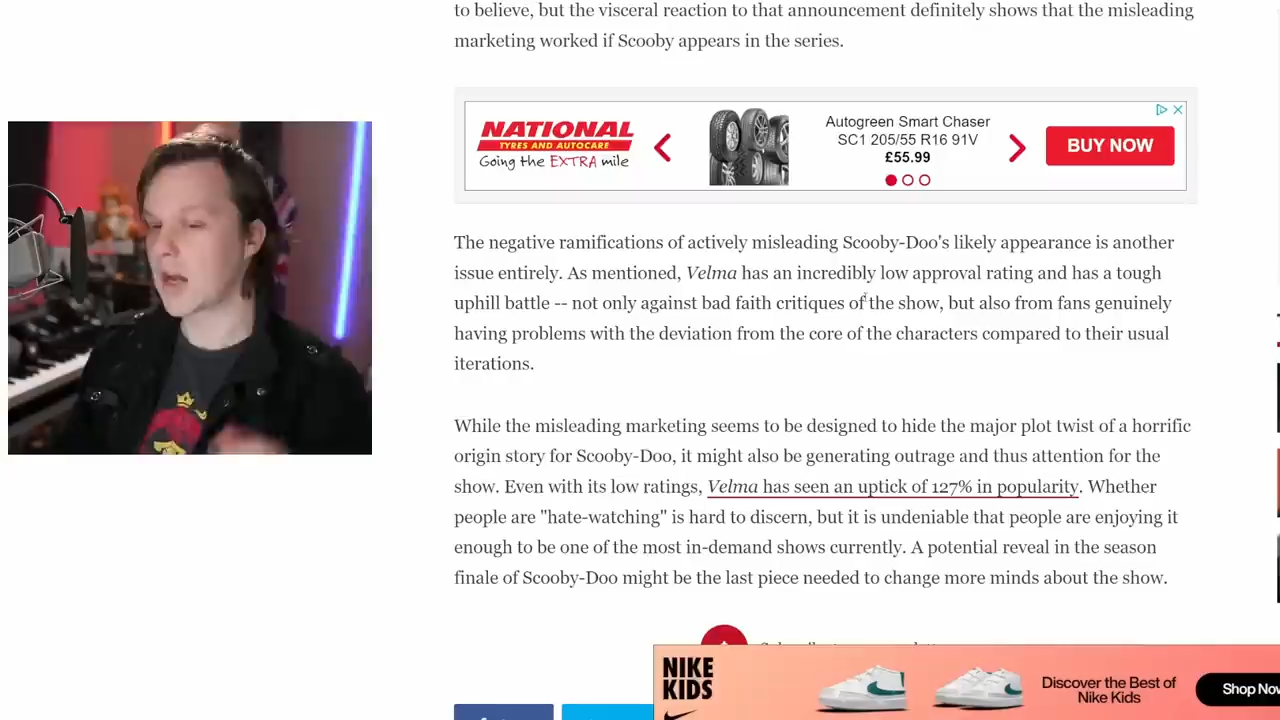 to believe, but the visceral reaction to that announcement definitely shows that the misleading
marketing worked if Scooby appears in the series.
NATIONAL
TYRES AND AUTOCARE
Going the EXTRA mile
Autogreen Smart Chaser
SC1 205/55 R16 91V
£55.99
BUY NOW
The negative ramifications of actively misleading Scooby-Doo's likely appearance is another
issue entirely. As mentioned, Velma has an incredibly low approval rating and has a tough
uphill battle -- not only against bad faith critiques of the show, but also from fans genuinely
having problems with the deviation from the core of the characters compared to their usual
iterations.
While the misleading marketing seems to be designed to hide the major plot twist of a horrific
origin story for Scooby-Doo, it might also be generating outrage and thus attention for the
show. Even with its low ratings, Velma has seen an uptick of 127% in popularity. Whether
people are "hate-watching" is hard to discern, but it is undeniable that people are enjoying it
enough to be one of the most in-demand shows currently. A potential reveal in the season
finale of Scooby-Doo might be the last piece needed to change more minds about the show.
NIKE
KIDS
Discover the Best of
Nike Kids
Shop Now